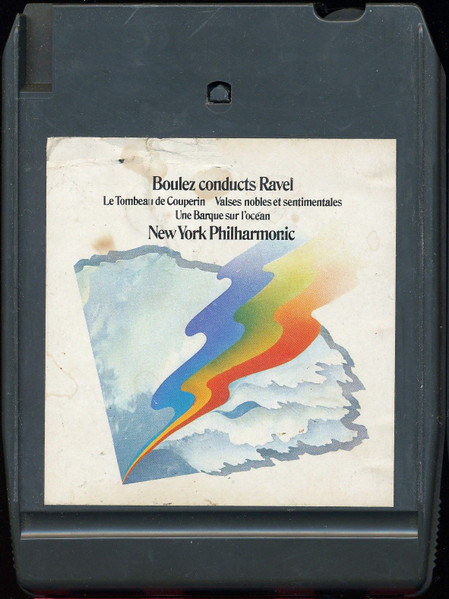 Boulez conducts Ravel
Le Tombeau de Couperin Valses nobles et sentimentales
Une Barque sur l'océan
New York Philharmonic